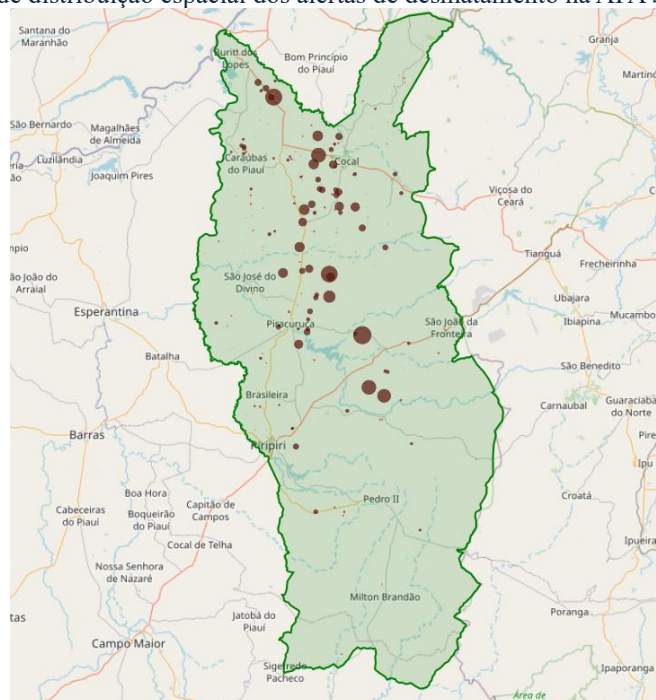 de distribuição espacial dos alertas de desmatamento na APA
Santana do
Maranhão
Buriti dos
Lopes
Bom Princípio
do Piauí
Granja
São Bernardo
Magalhães
de Almeida
Luzilândia
Joaquim Pires
Caraúbas
do Piauí
Cocal
Viçosa do
Ceará
Tianguá
Frecheirinha
ão João do
Arraial
São José do
Divino
Ubajara
Ibiapina
Mucambo
Esperantina
Piracuruca
São João da
Fronteira
Batalha
São Benedito
Brasileira
Carnaubal
Guaraciaba
do Norte
Barras
Piripiri
Ipu
Boa Hora
Boqueirão
do Piauí
Capitão de
Campos
Pedro II
Croatá
Cabeceiras
do Piauí
Cocal de Telha
Ipueira
Nossa Senhora
de Nazaré
Milton Brandão
Poranga
Jatobá do
Piauí
Campo Maior
Sigefredo
Pacheco
Ipaporanga
Área de